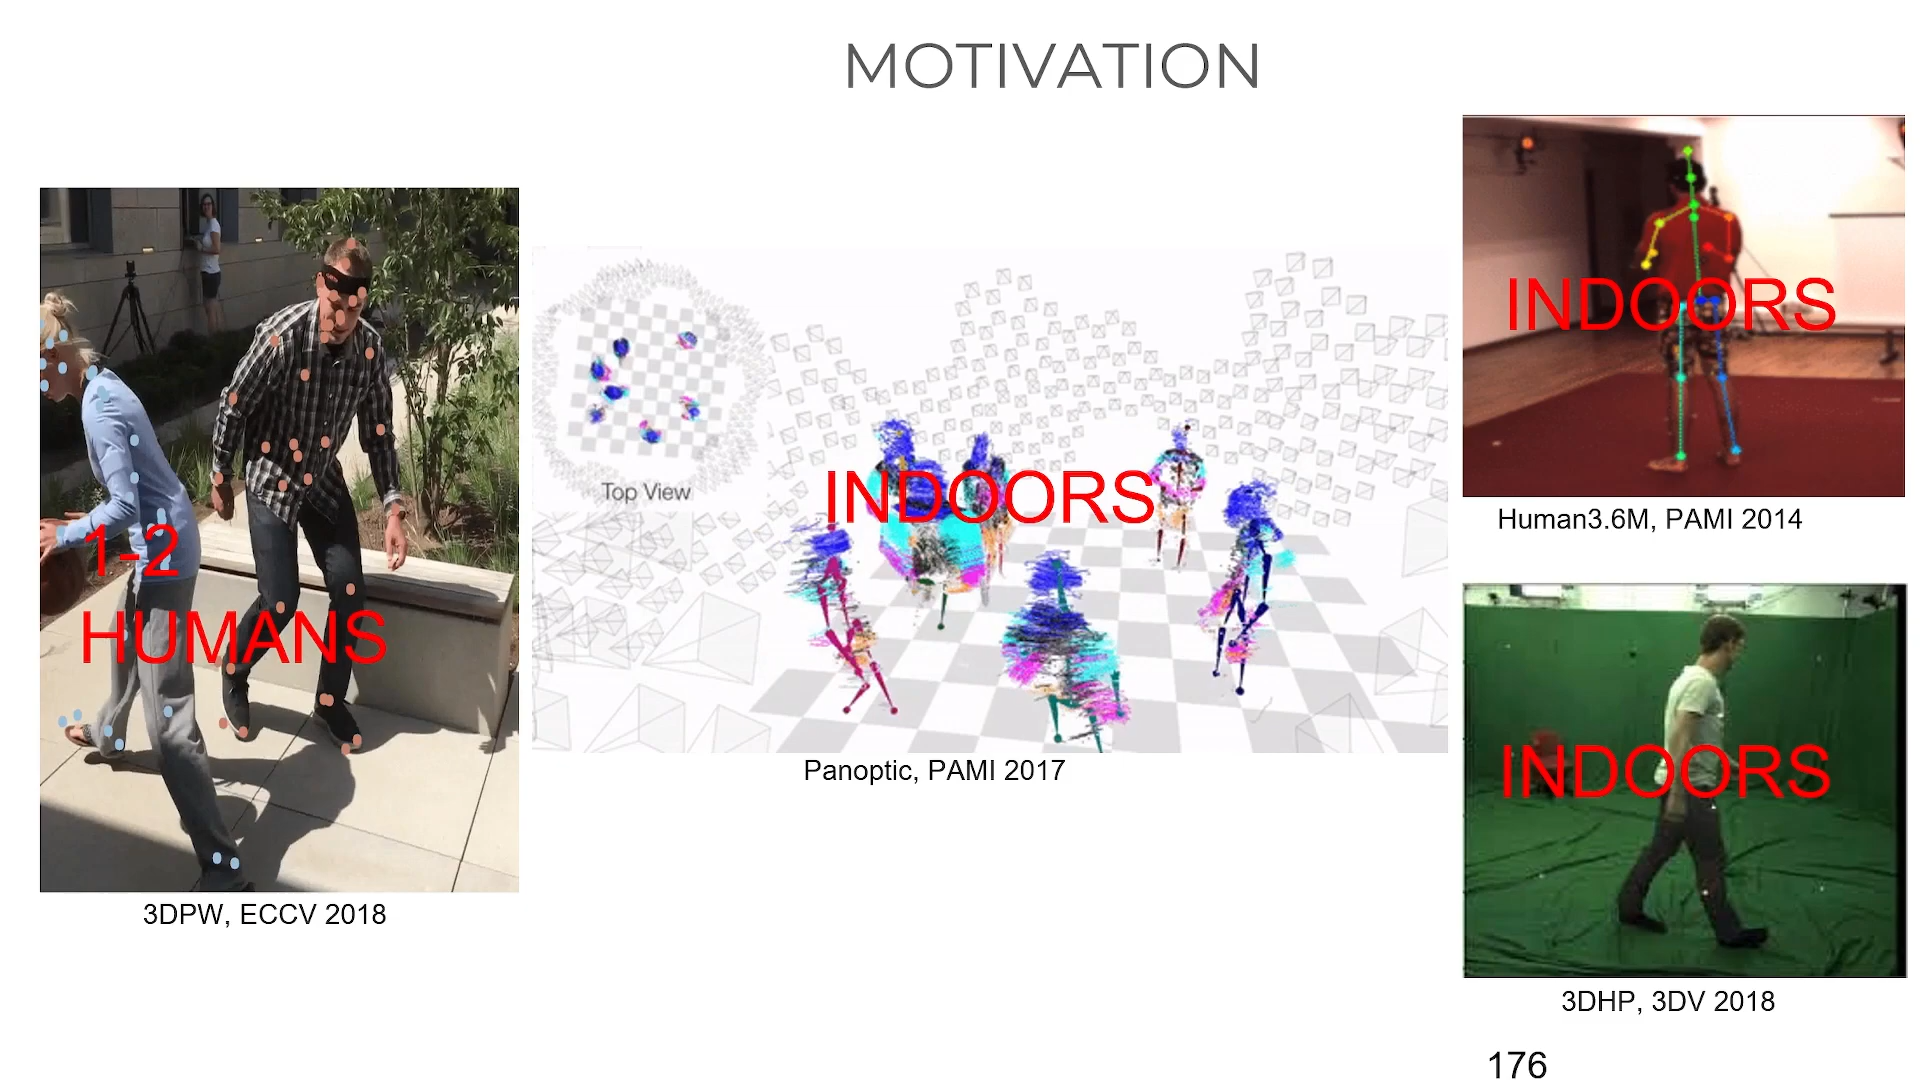 MOTIVATION
1-2
HUMANS
3DPW, ECCV 2018
Top View
INDOORS
Panoptic, PAMI 2017
INDOORS
Human3.6M, PAMI 2014
INDOORS
3DHP, 3DV 2018
176